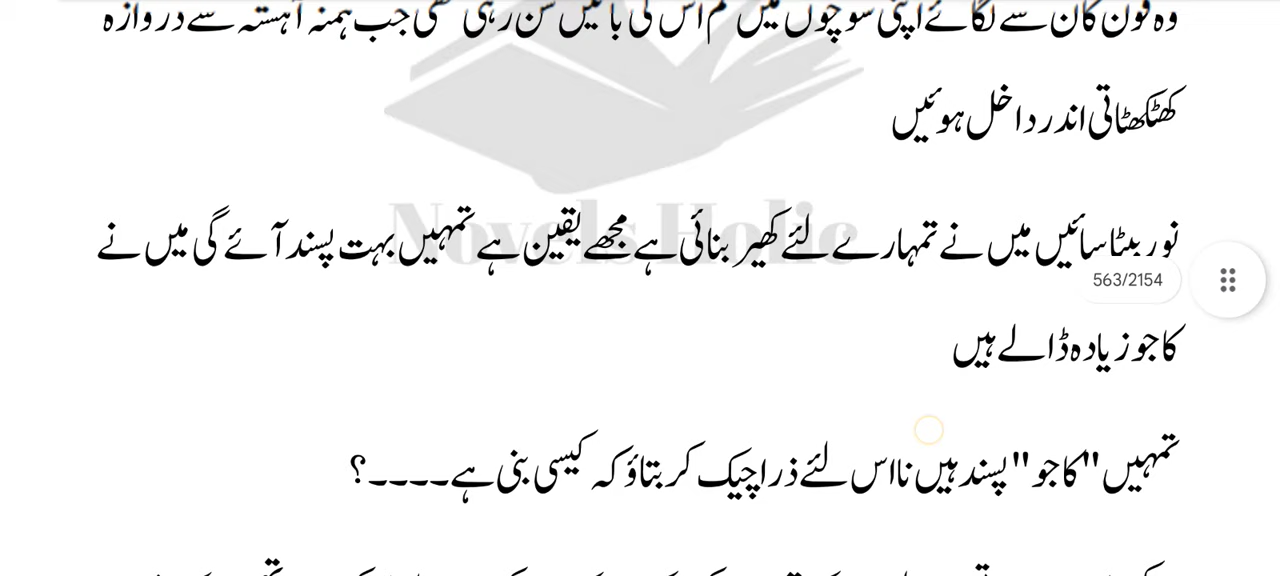 وہ فون کان سے لگائے اپنی سوچوں میں گم اس کی باتیں سن رہی تھی جب ہمنہ آہستہ سے دروازہ
کھٹکھٹاتی اندر داخل ہوئیں
Novels Holic
نور بیٹا سائیں میں نے تمہارے لئے کھیر بنائی ہے مجھے یقین ہے تمہیں بہت پسند آئے گی میں نے
563/2154
کاجو زیادہ ڈالے ہیں
تمہیں "کاجو" پسند ہیں نا اس لئے ذرا چیک کر بتاؤ کہ کیسی بنی ہے ۔۔۔۔؟